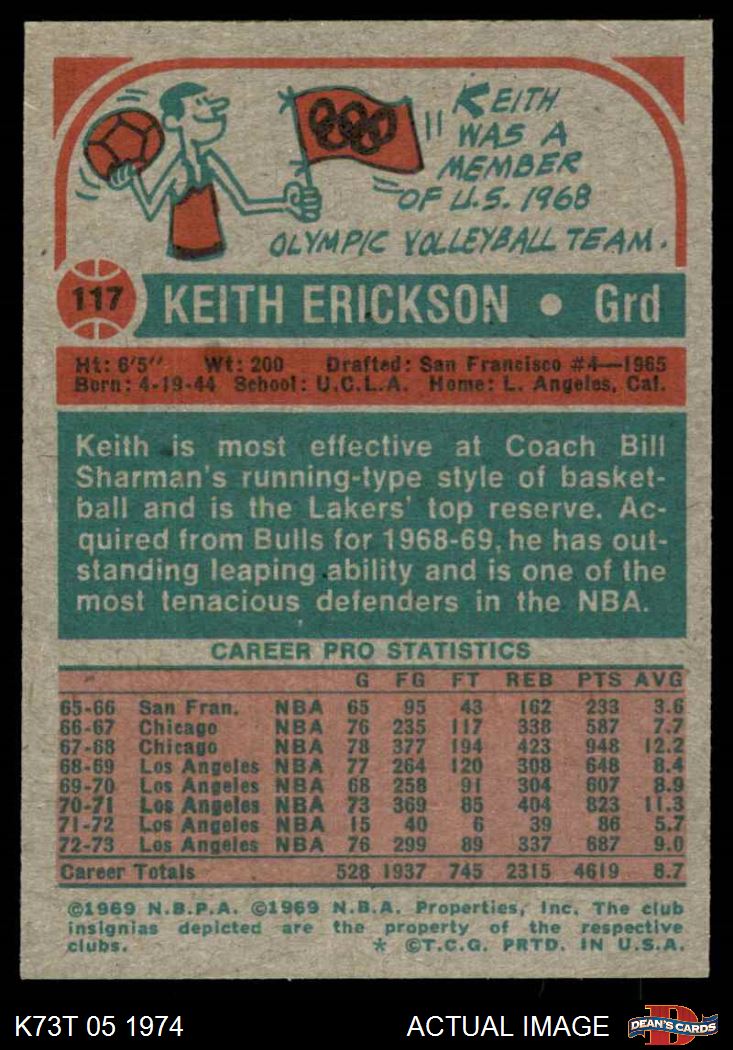 KEITH
WAS A
MEMBER
OF U.S. 1968
OLYMPIC VOLLEYBALL TEAM.
117 KEITH ERICKSON • Grd
Ht: 6'5" Wt: 200 Drafted: San Francisco #4—1965
Born: 4-19-44 School: U.C.L.A. Home: L. Angeles, Cal.
Keith is most effective at Coach Bill
Sharman's running-type style of basket-
ball and is the Lakers' top reserve. Ac-
quired from Bulls for 1968-69, he has out-
standing leaping ability and is one of the
most tenacious defenders in the NBA.
CAREER PRO STATISTICS
G FG FT REB PTS AVG
65-66 San Fran. NBA 65 95 43 162 233 3.6
66-67 Chicago NBA 76 235 117 338 587 7.7
67-68 Chicago NBA 78 377 194 423 948 12.2
68-69 Los Angeles NBA 77 264 120 308 648 8.4
69-70 Los Angeles NBA 68 258 91 304 607 8.9
70-71 Los Angeles NBA 73 369 85 404 823 11.3
71-72 Los Angeles NBA 15 40 6 39 86 5.7
72-73 Los Angeles NBA 76 299 89 337 687 9.0
Career Totals 528 1937 745 2315 4619 8.7
©1969 N.B.P.A. ©1969 N.B.A. Properties, Inc. The club
insignias depicted are the property of the respective
clubs. * ©T.C.G. PRTD. IN U.S.A.
K73T 05 1974 ACTUAL IMAGE D DEAN'S CARDS